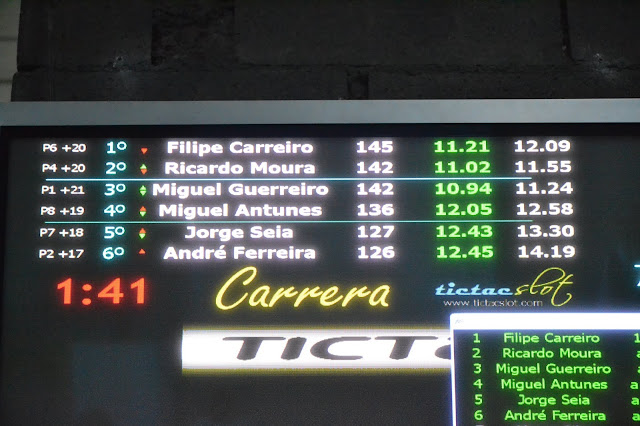 P6 +20 1º Filipe Carreiro 145 11.21 12.09
P4 +20 2º Ricardo Moura 142 11.02 11.55
P1 +21 3º Miguel Guerreiro 142 10.94 11.24
P8 +19 4º Miguel Antunes 136 12.05 12.58
P7 +18 5º Jorge Seia 127 12.43 13.30
P2 +17 6º André Ferreira 126 12.45 14.19
1:41 Carrera tictacslot
www.tictacslot.com
TICTA
1 Filipe Carreiro 1
2 Ricardo Moura a
3 Miguel Guerreiro a
4 Miguel Antunes a
5 Jorge Seia a
6 André Ferreira a